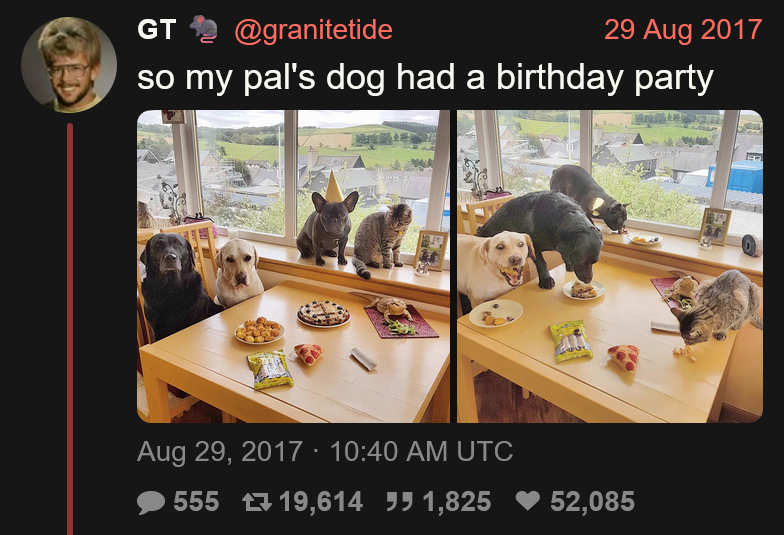 GT 🐀 @granitetide 29 Aug 2017
so my pal's dog had a birthday party
Aug 29, 2017 · 10:40 AM UTC
555 19,614 1,825 52,085